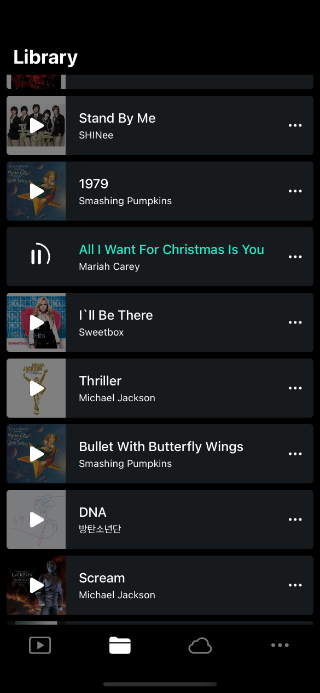 Library
Stand By Me
SHINee
1979
Smashing Pumpkins
All I Want For Christmas Is You
Mariah Carey
I`ll Be There
Sweetbox
Thriller
Michael Jackson
Bullet With Butterfly Wings
Smashing Pumpkins
DNA
방탄소년단
Scream
Michael Jackson